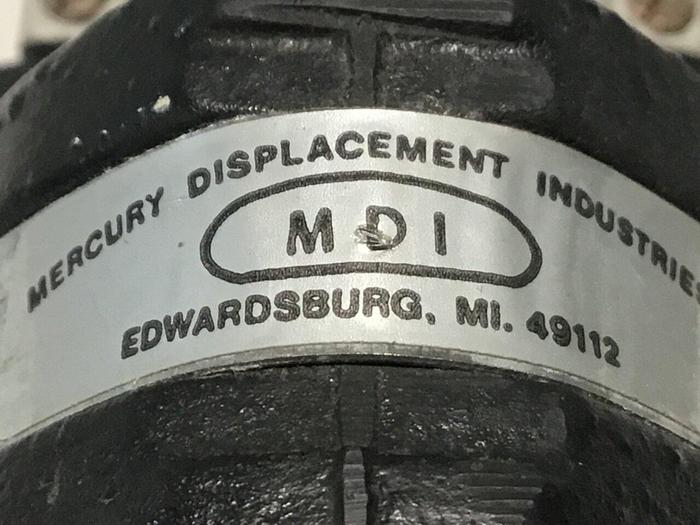 MERCURY DISPLACEMENT INDUSTRIES
MDI
EDWARDSBURG, MI. 49112